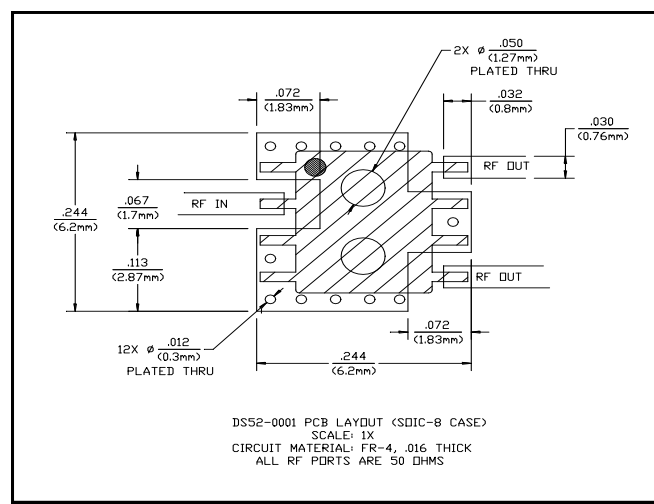 2X ø .050
(1.27mm)
PLATED THRU
.072
(1.83mm)
.032
(0.8mm)
.030
(0.76mm)
RF OUT
.067
(1.7mm)
RF IN
.244
(6.2mm)
.113
(2.87mm)
RF OUT
12X ø .012
(0.3mm)
PLATED THRU
.072
(1.83mm)
.244
(6.2mm)
DS52-0001 PCB LAYOUT (SOIC-8 CASE)
SCALE: 1X
CIRCUIT MATERIAL: FR-4, .016 THICK
ALL RF PORTS ARE 50 OHMS